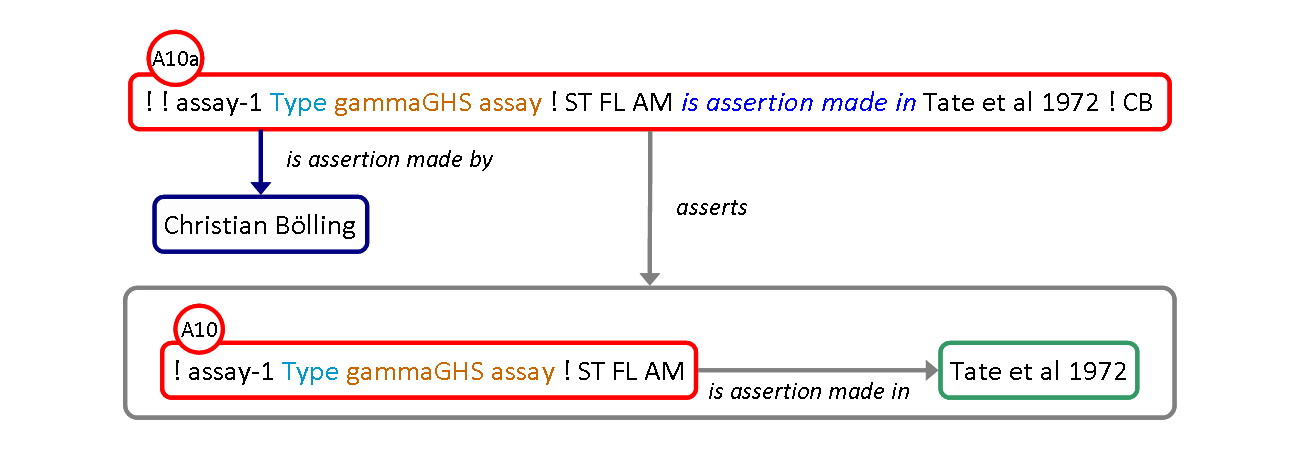 A10a
! ! assay-1 Type gammaGHS assay ! ST FL AM is assertion made in Tate et al 1972 ! CB
is assertion made by
Christian Bölling
asserts
A10
! assay-1 Type gammaGHS assay ! ST FL AM
is assertion made in
Tate et al 1972